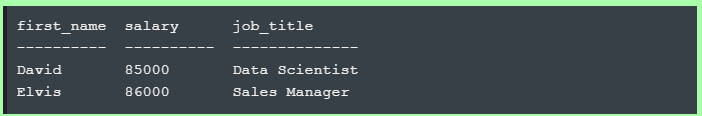 first_name  salary      job_title
----------  ----------  --------------
David       85000       Data Scientist
Elvis       86000       Sales Manager